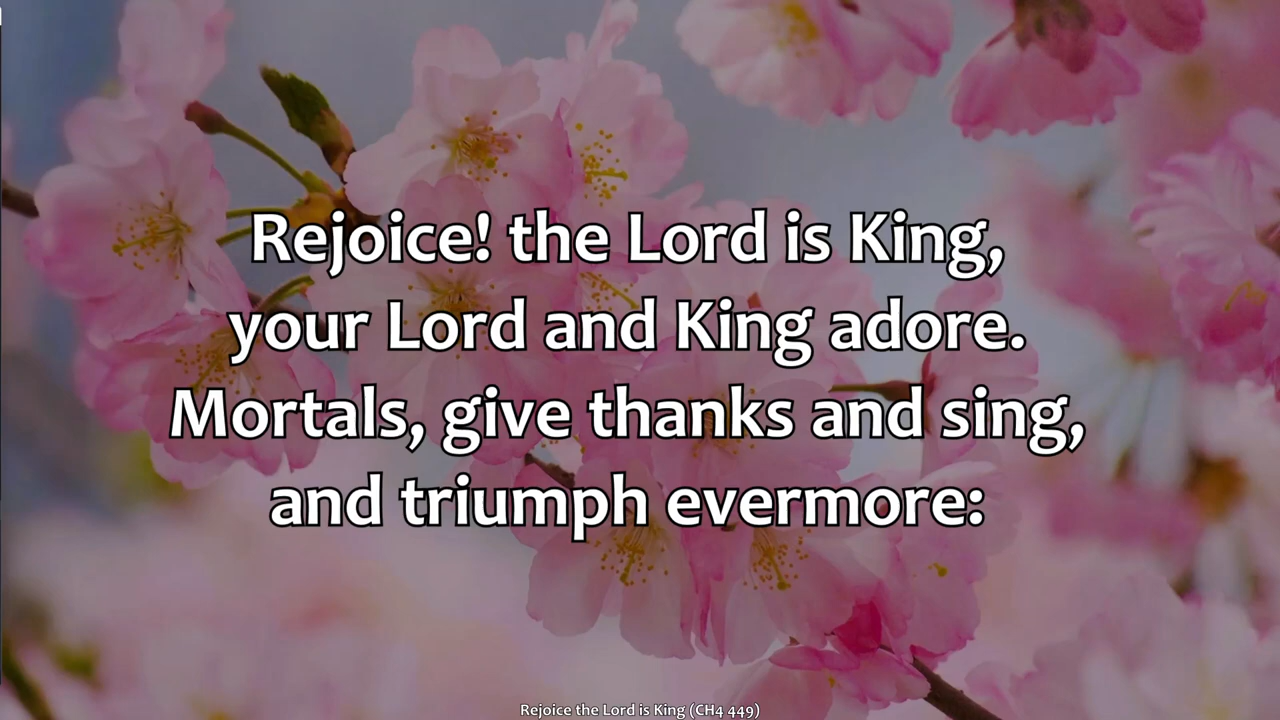 Rejoice! the Lord is King,
your Lord and King adore.
Mortals, give thanks and sing,
and triumph evermore:
Rejoice the Lord is King (CH4 449)